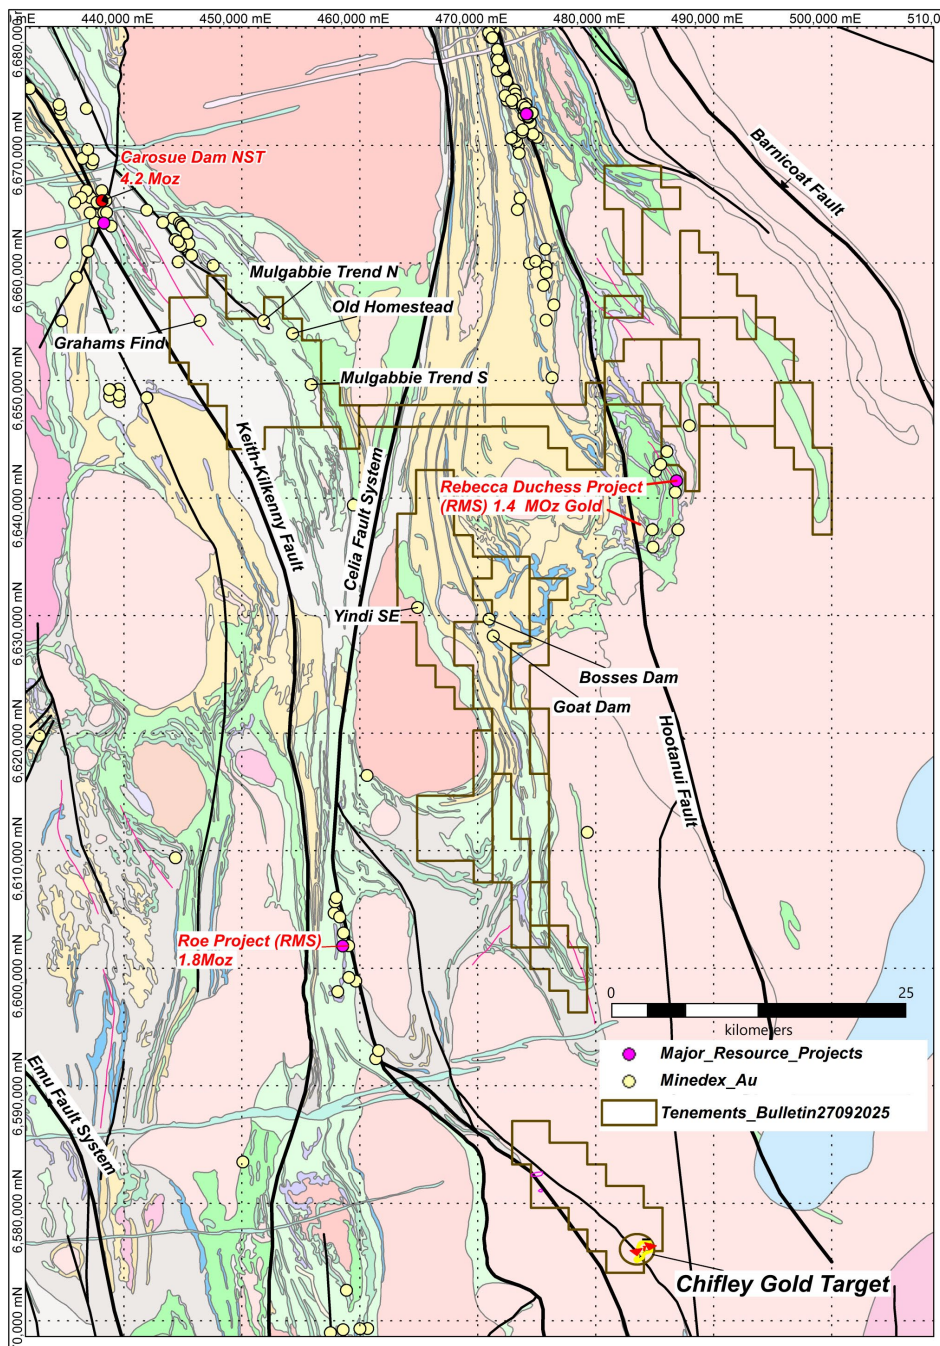 440,000 mE
450,000 mE
460,000 mE
470,000 mE
480,000 mE
490,000 mE
500,000 mE
6,680,000
6,670,000 mN
6,660,000 mN
6,650,000 mN
6,640,000 mN
6,630,000 mN
6,620,000 mN
6,610,000 mN
6,600,000 mN
6,590,000 mN
6,580,000 mN
Barnicoat Fault
Carosue Dam NST
4.2 Moz
Mulgabbie Trend N
Old Homestead
Grahams Find
Mulgabbie Trend S
Keith-Kilkenny Fault
Celia Fault System
Rebecca Duchess Project
(RMS) 1.4 MOz Gold
Yindi SE
Bosses Dam
Goat Dam
Hootanui Fault
Roe Project (RMS)
1.8Moz
Emu Fault System
0 25
kilometers
Major_Resource_Projects
Minedex_Au
Tenements_Bulletin27092025
Chifley Gold Target